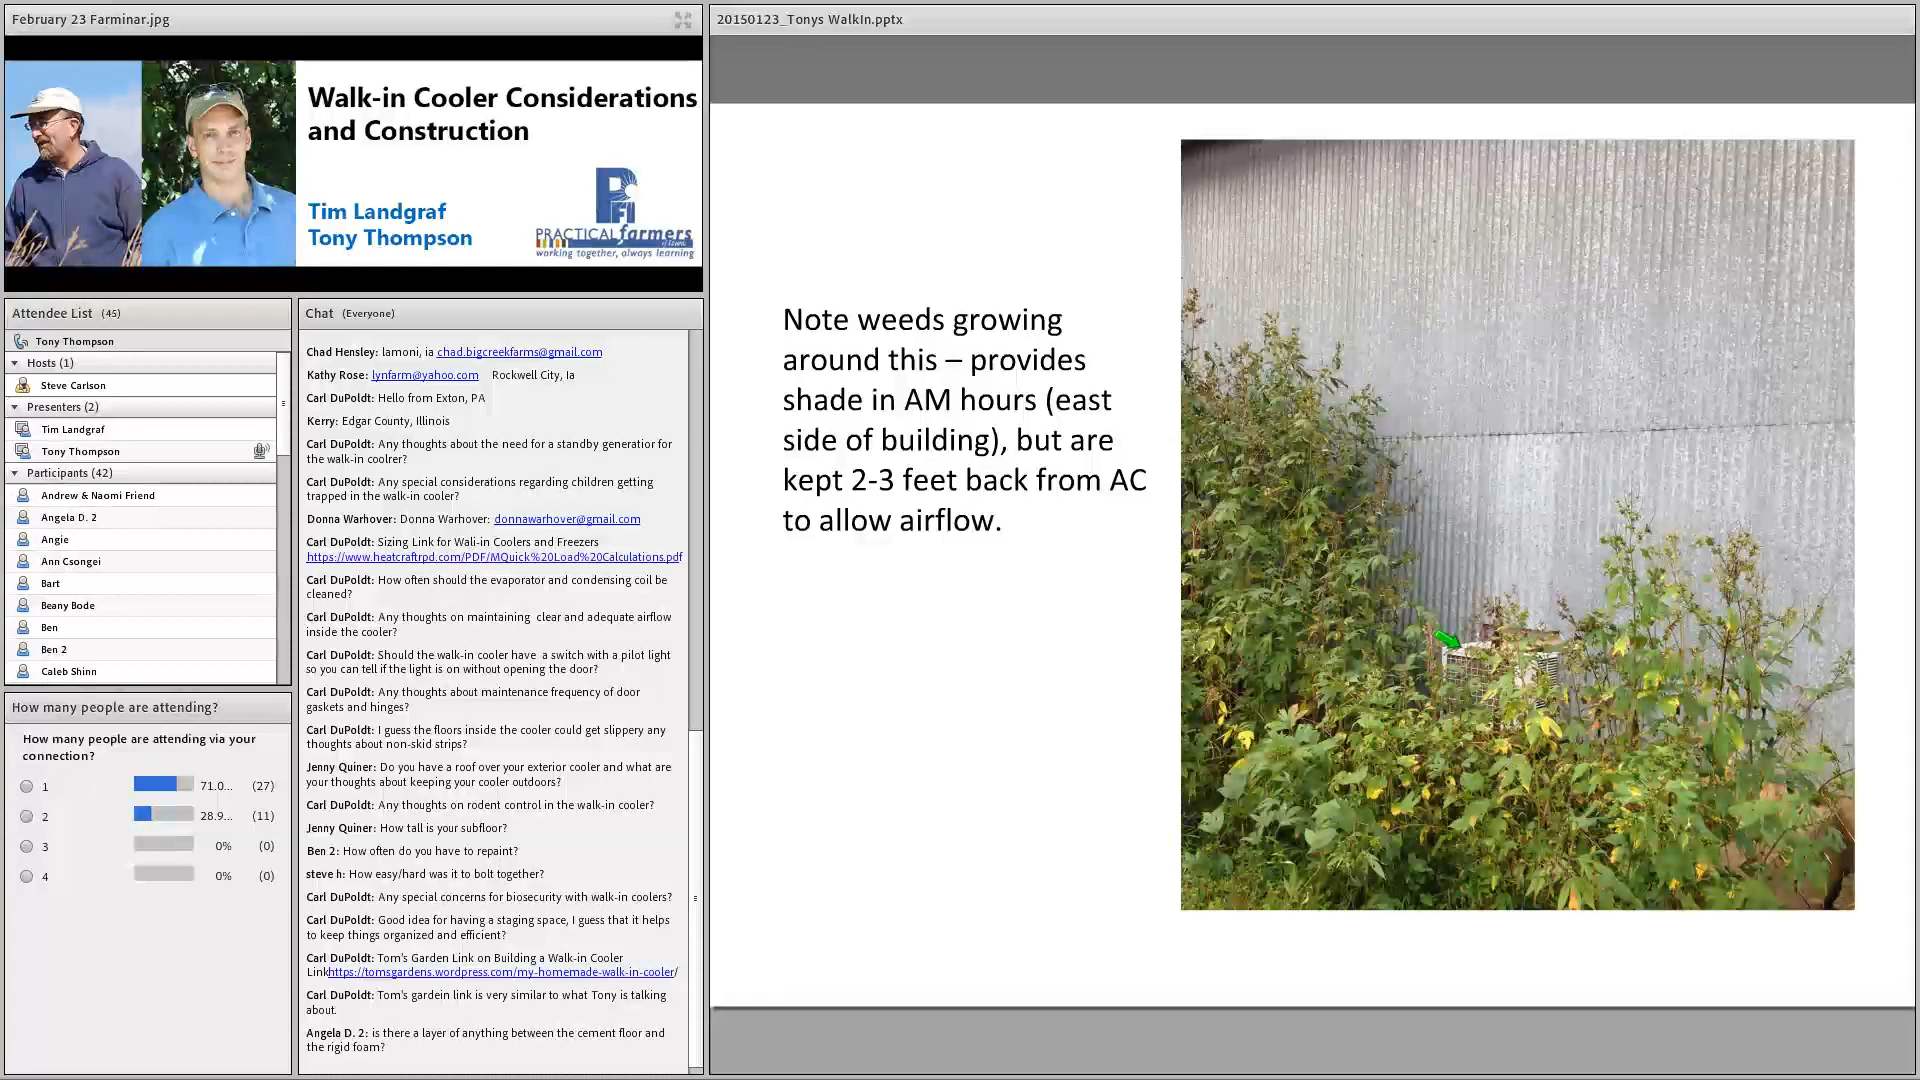 February 23 Farminar.jpg
Walk-in Cooler Considerations
and Construction
Tim Landgraf
Tony Thompson
PFI
PRACTICAL farmers
of Iowa
working together, always learning
Attendee List (45)
Tony Thompson
Hosts (1)
Steve Carlson
Presenters (2)
Tim Landgraf
Tony Thompson
Participants (42)
Andrew & Naomi Friend
Angela D. 2
Angie
Ann Csongei
Bart
Beany Bode
Ben
Ben 2
Caleb Shinn
How many people are attending?
How many people are attending via your
connection?
1 71.0... (27)
2 28.9... (11)
3 0% (0)
4 0% (0)
Chat (Everyone)
Chad Hensley: lamoni, ia chad.bigcreekfarms@gmail.com
Kathy Rose: lynfarm@yahoo.com Rockwell City, Ia
Carl DuPoldt: Hello from Exton, PA
Kerry: Edgar County, Illinois
Carl DuPoldt: Any thoughts about the need for a standby generatior for
the walk-in coolrer?
Carl DuPoldt: Any special considerations regarding children getting
trapped in the walk-in cooler?
Donna Warhover: Donna Warhover: donnawarhover@gmail.com
Carl DuPoldt: Sizing Link for Wali-in Coolers and Freezers
https://www.heatcraftrpd.com/PDF/MQuick%20Load%20Calculations.pdf
Carl DuPoldt: How often should the evaporator and condensing coil be
cleaned?
Carl DuPoldt: Any thoughts on maintaining clear and adequate airflow
inside the cooler?
Carl DuPoldt: Should the walk-in cooler have a switch with a pilot light
so you can tell if the light is on without opening the door?
Carl DuPoldt: Any thoughts about maintenance frequency of door
gaskets and hinges?
Carl DuPoldt: I guess the floors inside the cooler could get slippery any
thoughts about non-skid strips?
Jenny Quiner: Do you have a roof over your exterior cooler and what are
your thoughts about keeping your cooler outdoors?
Carl DuPoldt: Any thoughts on rodent control in the walk-in cooler?
Jenny Quiner: How tall is your subfloor?
Ben 2: How often do you have to repaint?
steve h: How easy/hard was it to bolt together?
Carl DuPoldt: Any special concerns for biosecurity with walk-in coolers?
Carl DuPoldt: Good idea for having a staging space, I guess that it helps
to keep things organized and efficient?
Carl DuPoldt: Tom's Garden Link on Building a Walk-in Cooler
Linkhttps://tomsgardens.wordpress.com/my-homemade-walk-in-cooler/
Carl DuPoldt: Tom's gardein link is very similar to what Tony is talking
about.
Angela D. 2: is there a layer of anything between the cement floor and
the rigid foam?
20150123_Tonys WalkIn.pptx
Note weeds growing
around this – provides
shade in AM hours (east
side of building), but are
kept 2-3 feet back from AC
to allow airflow.